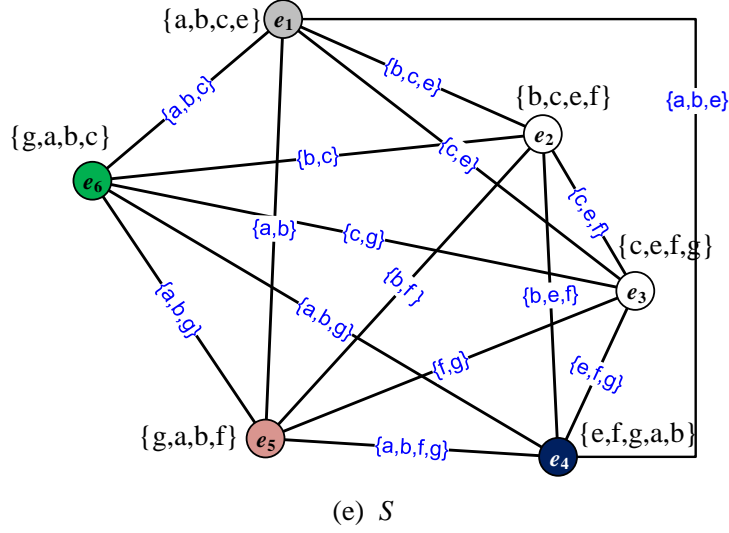 {a,b,c,e}
e1
{b,c,e}
{a,b,c}
{a,b,e}
{b,c,e,f}
e2
{g,a,b,c}
{b,c}
{c,e}
e6
{c,e,f}
{a,b}
{c,g}
{c,e,f,g}
{b,f}
e3
{b,e,f}
{a,b,g}
{a,b,g}
{f,g}
{e,f,g}
{g,a,b,f}
e5
{a,b,f,g}
e4
{e,f,g,a,b}
(e) S